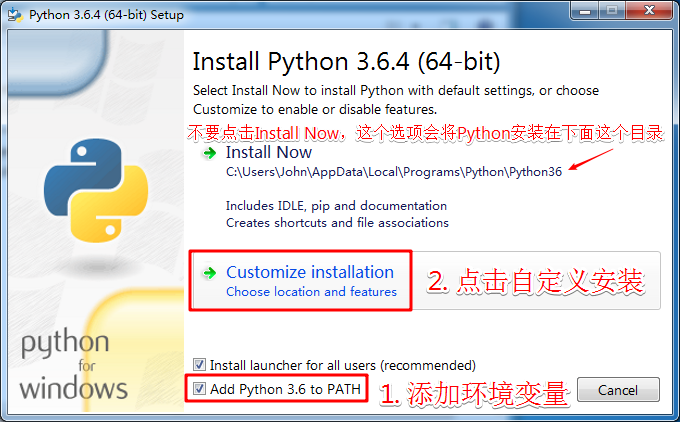 Python 3.6.4 (64-bit) Setup
Install Python 3.6.4 (64-bit)
Select Install Now to install Python with default settings, or choose
Customize to enable or disable features.
不要点击Install Now，这个选项会将Python安装在下面这个目录
Install Now
C:\Users\John\AppData\Local\Programs\Python\Python36
Includes IDLE, pip and documentation
Creates shortcuts and file associations
Customize installation
Choose location and features
2. 点击自定义安装
python
for
windows
Install launcher for all users (recommended)
Add Python 3.6 to PATH
1. 添加环境变量
Cancel